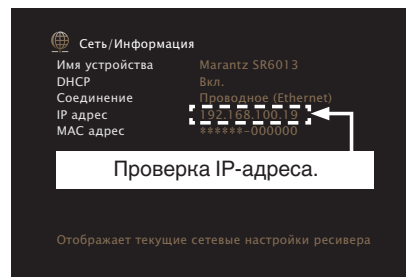 Сеть/Информация
Имя устройства Marantz SR6013
DHCP Вкл.
Соединение Проводное (Ethernet)
IP адрес 192.168.100.19
MAC адрес ******-000000
Проверка IP-адреса.
Отображает текущие сетевые настройки ресивера